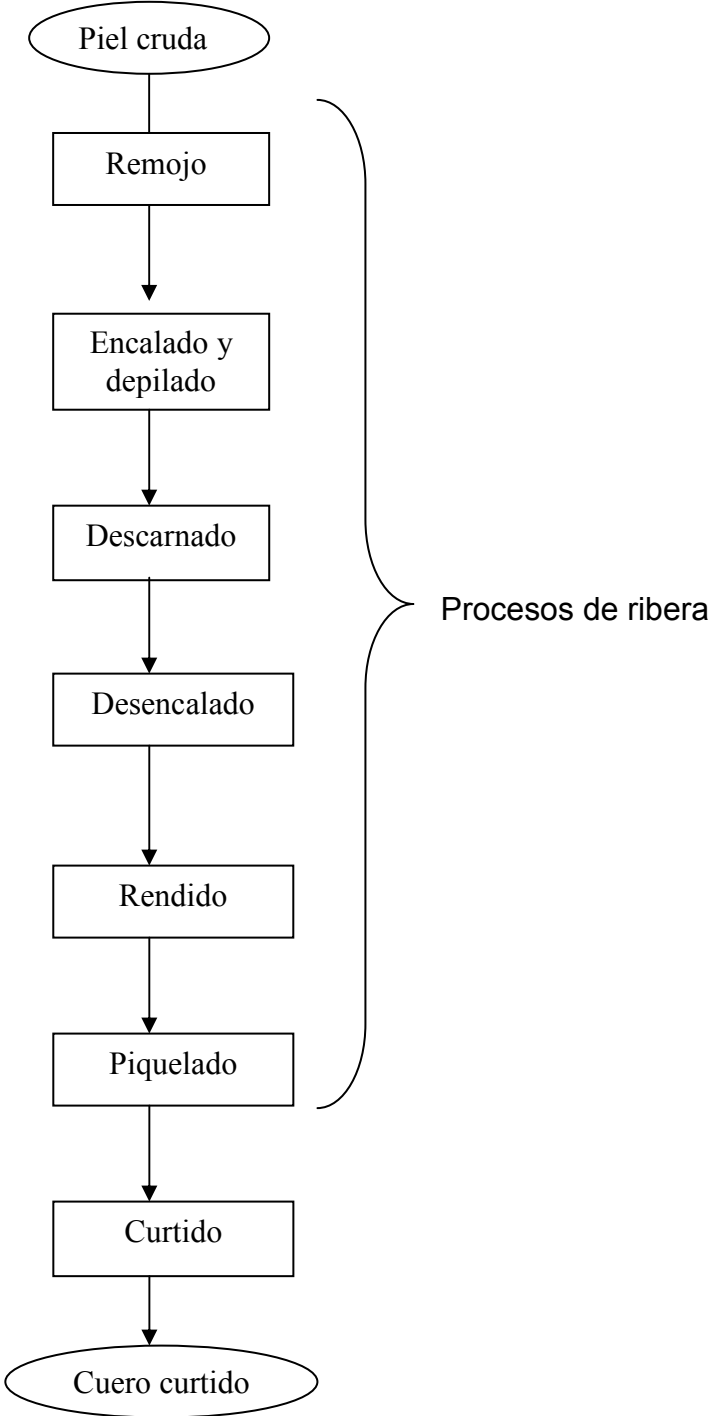 Piel cruda
Remojo
Encalado y
depilado
Descarnado
Procesos de ribera
Desencalado
Rendido
Piquelado
Curtido
Cuero curtido